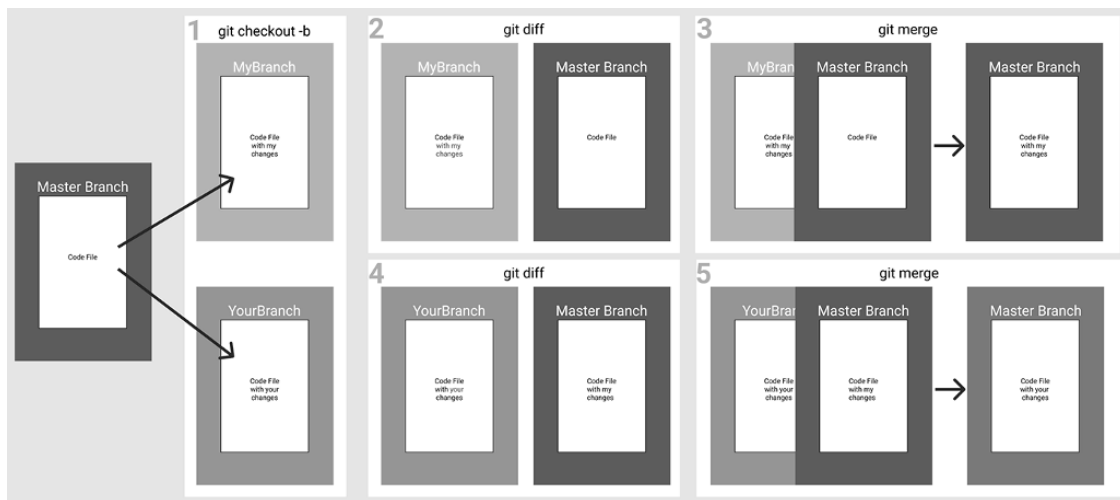 Master Branch
Code File
1
git checkout -b
MyBranch
Code File
with my
changes
YourBranch
Code File
with your
changes
2
git diff
MyBranch
Code File
with my
changes
Master Branch
Code File
3
git merge
MyBran
Code File
with my
changes
Master Branch
Code File
Master Branch
Code File
with my
changes
4
git diff
YourBranch
Code File
with your
changes
Master Branch
Code File
with my
changes
5
git merge
YourBrar
Code File
with your
changes
Master Branch
Code File
with my
changes
Master Branch
Code File
with your
changes